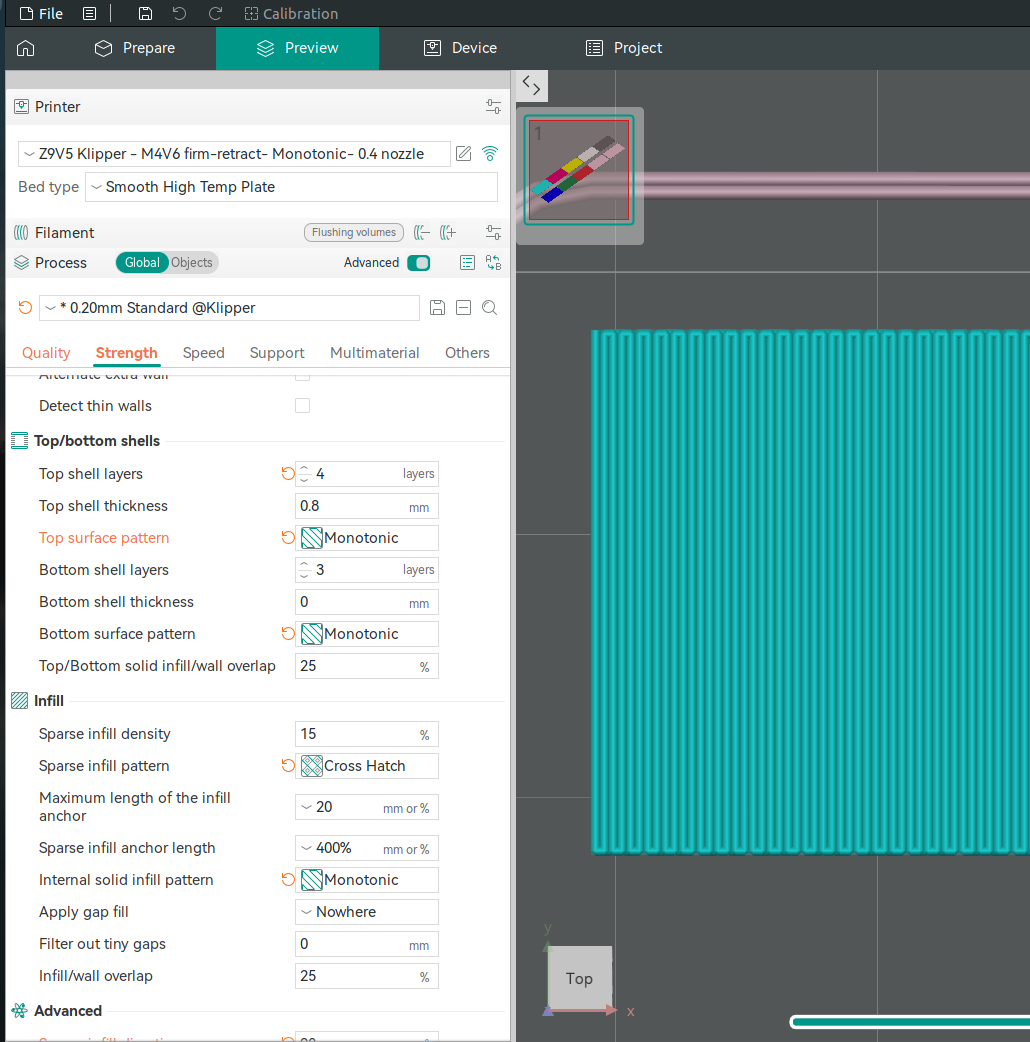 File
Calibration
Prepare
Preview
Device
Project
Printer
Z9V5 Klipper - M4V6 firm-retract- Monotonic- 0.4 nozzle
Bed type
Smooth High Temp Plate
Filament
Flushing volumes
Process
Global
Objects
Advanced
* 0.20mm Standard @Klipper
Quality
Strength
Speed
Support
Multimaterial
Others
Alternate extra wall
Detect thin walls
Top/bottom shells
Top shell layers
4
layers
Top shell thickness
0.8
mm
Top surface pattern
Monotonic
Bottom shell layers
3
layers
Bottom shell thickness
0
mm
Bottom surface pattern
Monotonic
Top/Bottom solid infill/wall overlap
25
%
Infill
Sparse infill density
15
%
Sparse infill pattern
Cross Hatch
Maximum length of the infill
anchor
20
mm or %
Sparse infill anchor length
400%
mm or %
Internal solid infill pattern
Monotonic
Apply gap fill
Nowhere
Filter out tiny gaps
0
mm
Infill/wall overlap
25
%
Advanced
1
y
Top
x